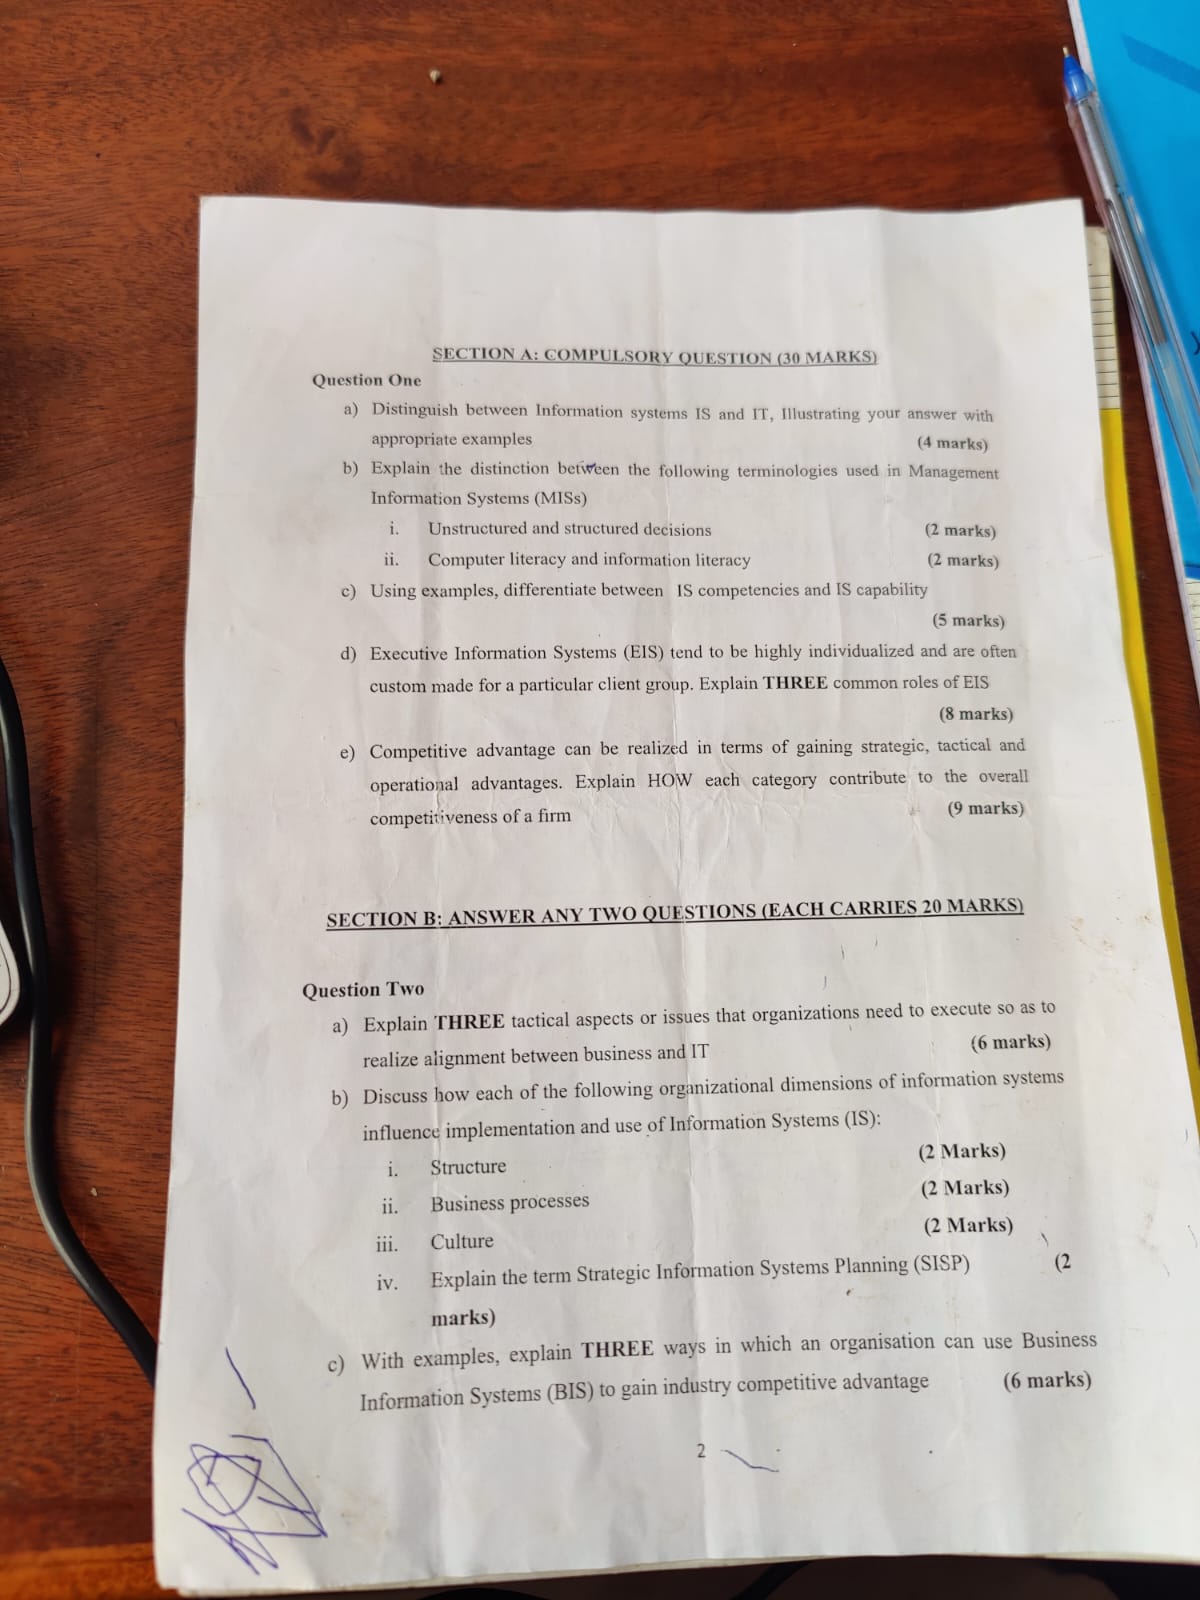 SECTION A: COMPULSORY QUESTION (30 MARKS)
Question One
a) Distinguish between Information systems IS and IT, Illustrating your answer with
appropriate examples (4 marks)
b) Explain the distinction between the following terminologies used in Management
Information Systems (MISs)
i. Unstructured and structured decisions (2 marks)
ii. Computer literacy and information literacy (2 marks)
c) Using examples, differentiate between IS competencies and IS capability
(5 marks)
d) Executive Information Systems (EIS) tend to be highly individualized and are often
custom made for a particular client group. Explain THREE common roles of EIS
(8 marks)
e) Competitive advantage can be realized in terms of gaining strategic, tactical and
operational advantages. Explain HOW each category contribute to the overall
competitiveness of a firm (9 marks)
SECTION B: ANSWER ANY TWO QUESTIONS (EACH CARRIES 20 MARKS)
Question Two
a) Explain THREE tactical aspects or issues that organizations need to execute so as to
realize alignment between business and IT (6 marks)
b) Discuss how each of the following organizational dimensions of information systems
influence implementation and use of Information Systems (IS):
i. Structure (2 Marks)
ii. Business processes (2 Marks)
iii. Culture (2 Marks)
iv. Explain the term Strategic Information Systems Planning (SISP) (2
marks)
c) With examples, explain THREE ways in which an organisation can use Business
Information Systems (BIS) to gain industry competitive advantage (6 marks)
2